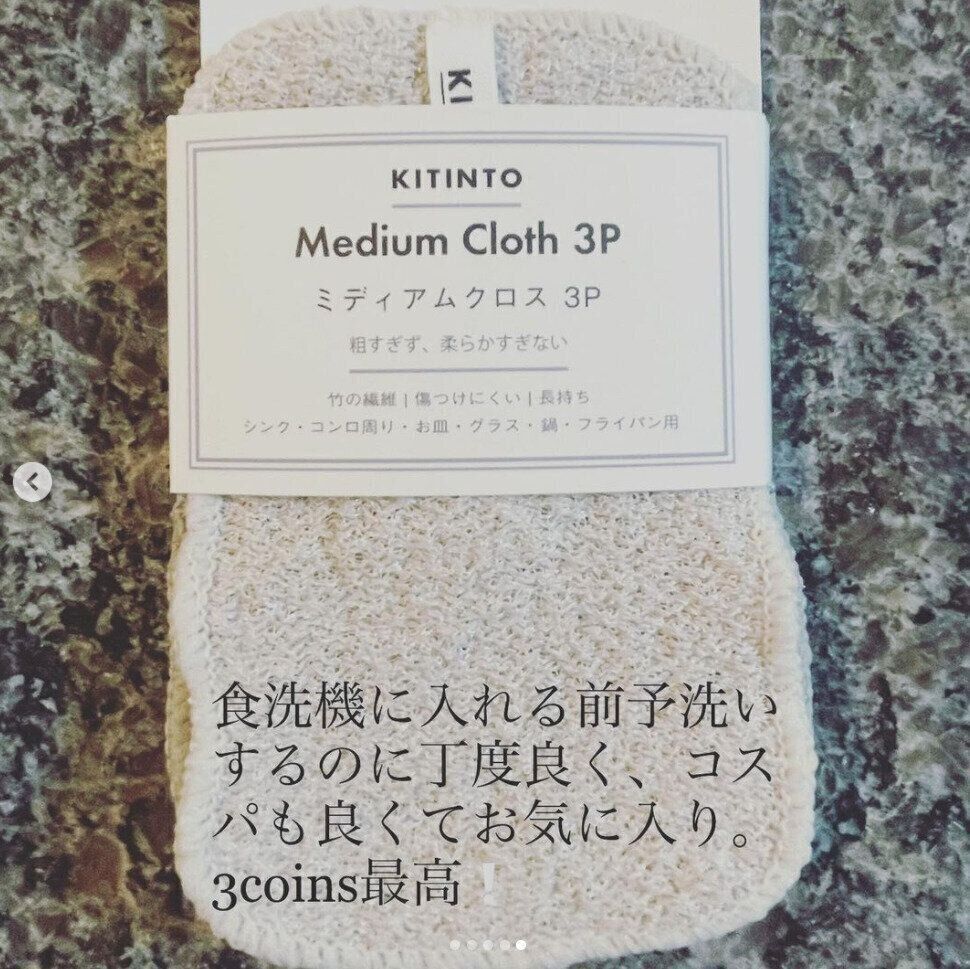 KI
KITINTO
Medium Cloth 3P
ミディアムクロス 3P
粗すぎず、柔らかすぎない
竹の繊維 | 傷つけにくい | 長持ち
シンク・コンロ周り・お皿・グラス・鍋・フライパン用
食洗機に入れる前予洗い
するのに丁度良く、コス
パも良くてお気に入り。
3coins最高❕